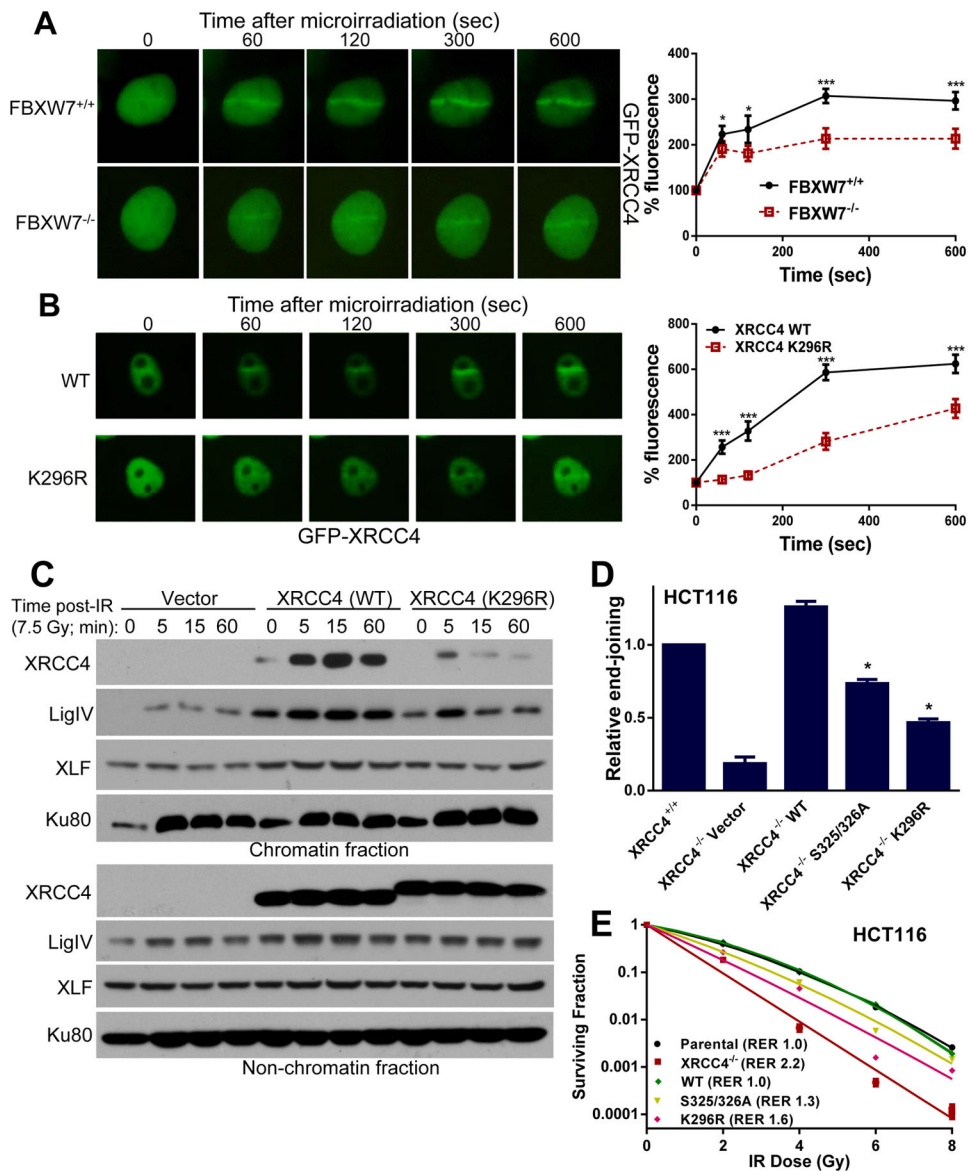 A
Time after microirradiation (sec)
0 60 120 300 600
FBXW7+/+
FBXW7-/-
GFP-XRCC4
% fluorescence
400
300
200
100
0
* * *** ***
FBXW7+/+
FBXW7-/-
0 200 400 600
Time (sec)
B
Time after microirradiation (sec)
0 60 120 300 600
WT
K296R
GFP-XRCC4
% fluorescence
800
600
400
200
0
XRCC4 WT
XRCC4 K296R
*** *** *** ***
0 200 400 600
Time (sec)
C
Time post-IR
(7.5 Gy; min):
Vector XRCC4 (WT) XRCC4 (K296R)
0 5 15 60 0 5 15 60 0 5 15 60
XRCC4
LigIV
XLF
Ku80
Chromatin fraction
XRCC4
LigIV
XLF
Ku80
Non-chromatin fraction
D
HCT116
Relative end-joining
1.0
0.5
0.0
* *
XRCC4+/+
XRCC4-/- Vector
XRCC4-/- WT
XRCC4-/- S325/326A
XRCC4-/- K296R
E
HCT116
Surviving Fraction
1
0.1
0.01
0.001
0.0001
Parental (RER 1.0)
XRCC4-/- (RER 2.2)
WT (RER 1.0)
S325/326A (RER 1.3)
K296R (RER 1.6)
0 2 4 6 8
IR Dose (Gy)